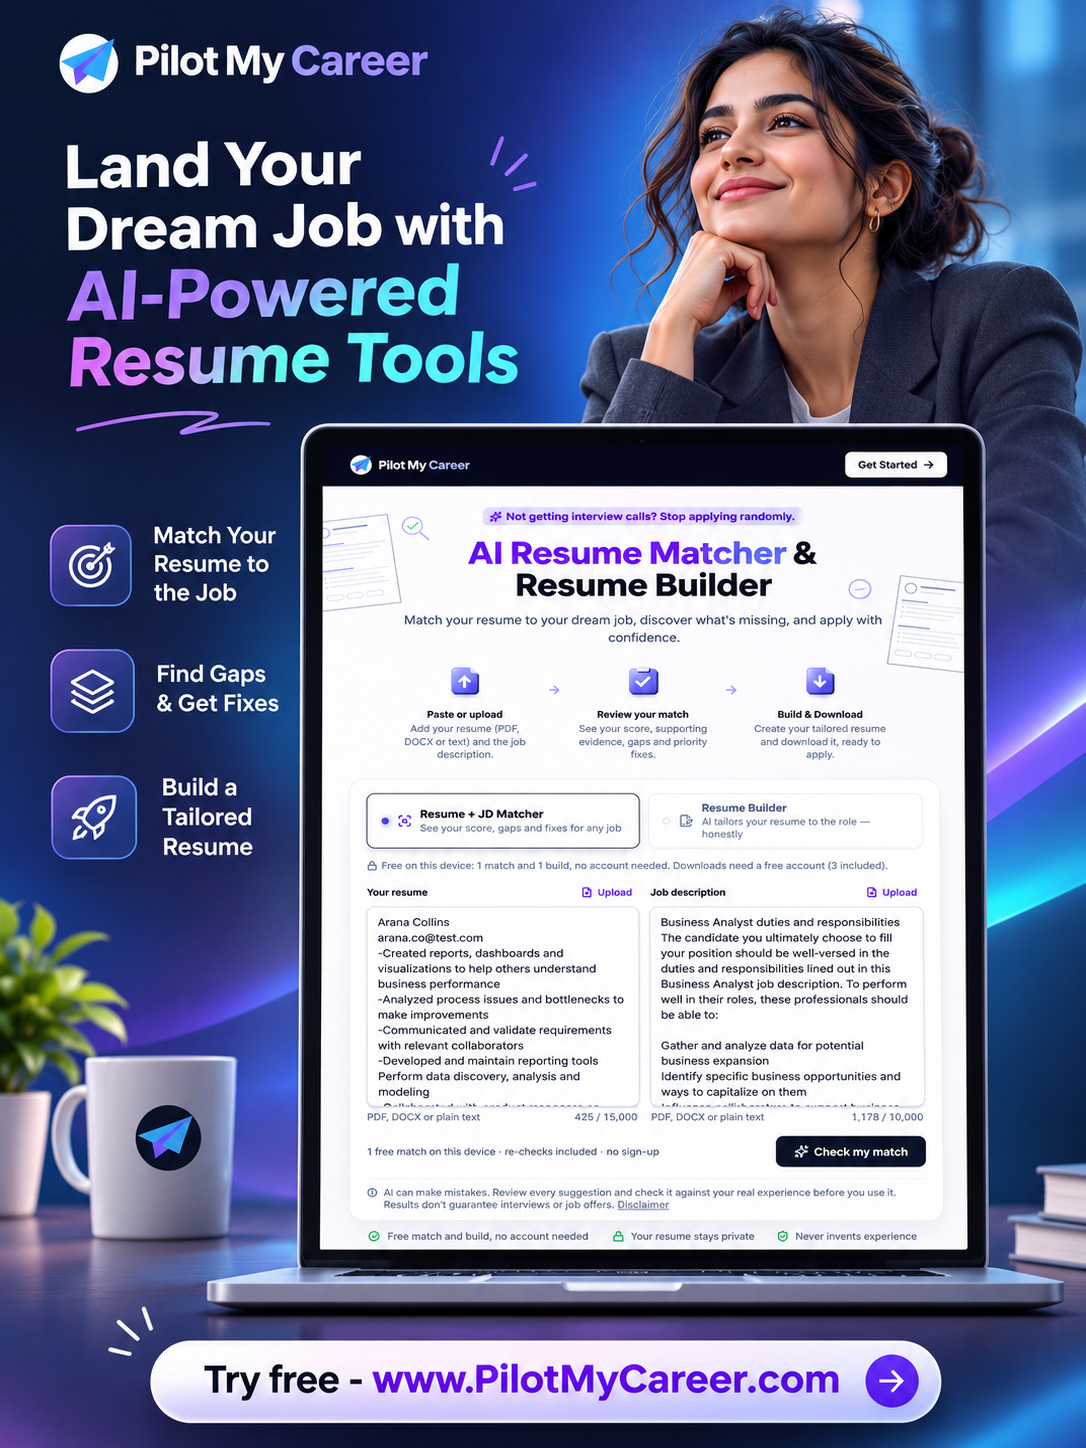 Pilot My Career
Land Your
Dream Job with
AI-Powered
Resume Tools
Match Your
Resume to
the Job
Find Gaps
& Get Fixes
Build a
Tailored
Resume
Pilot My Career
Get Started
Not getting interview calls? Stop applying randomly.
AI Resume Matcher &
Resume Builder
Match your resume to your dream job, discover what's missing, and apply with
confidence.
Paste or upload
Add your resume (PDF,
DOCX or text) and the job
description.
Review your match
See your score, supporting
evidence, gaps and priority
fixes.
Build & Download
Create your tailored resume
and download it, ready to
apply.
Resume + JD Matcher
See your score, gaps and fixes for any job
Resume Builder
AI tailors your resume to the role —
honestly
Free on this device: 1 match and 1 build, no account needed. Downloads need a free account (3 included).
Your resume
Upload
Arana Collins
arana.co@test.com
-Created reports, dashboards and
visualizations to help others understand
business performance
-Analyzed process issues and bottlenecks to
make improvements
-Communicated and validate requirements
with relevant collaborators
-Developed and maintain reporting tools
Perform data discovery, analysis and
modeling
PDF, DOCX or plain text
425 / 15,000
Job description
Upload
Business Analyst duties and responsibilities
The candidate you ultimately choose to fill
your position should be well-versed in the
duties and responsibilities lined out in this
Business Analyst job description. To perform
well in their roles, these professionals should
be able to:
Gather and analyze data for potential
business expansion
Identify specific business opportunities and
ways to capitalize on them
PDF, DOCX or plain text
1,178 / 10,000
1 free match on this device · re-checks included · no sign-up
Check my match
AI can make mistakes. Review every suggestion and check it against your real experience before you use it.
Results don't guarantee interviews or job offers. Disclaimer
Free match and build, no account needed
Your resume stays private
Never invents experience
Try free - www.PilotMyCareer.com